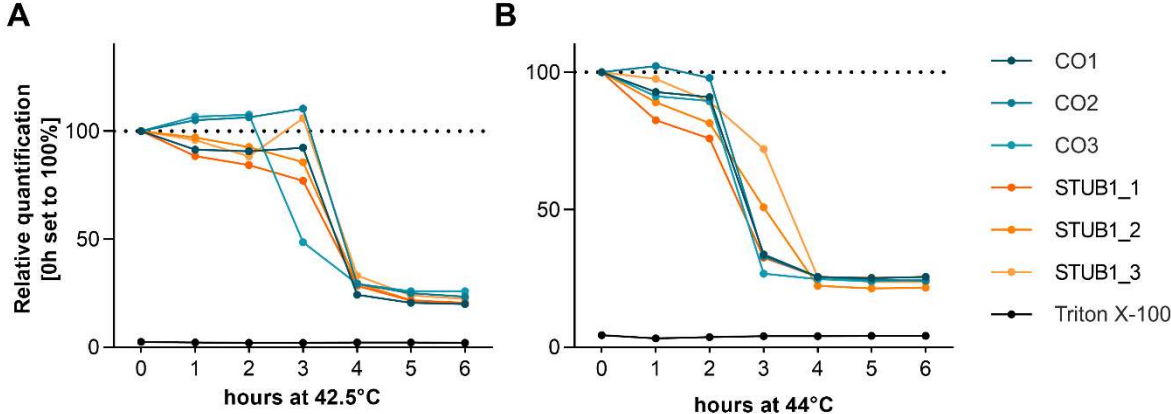 A
B
Relative quantification
[0h set to 100%]
100
50
0
0 1 2 3 4 5 6
hours at 42.5°C
100
50
0
0 1 2 3 4 5 6
hours at 44°C
CO1
CO2
CO3
STUB1_1
STUB1_2
STUB1_3
Triton X-100